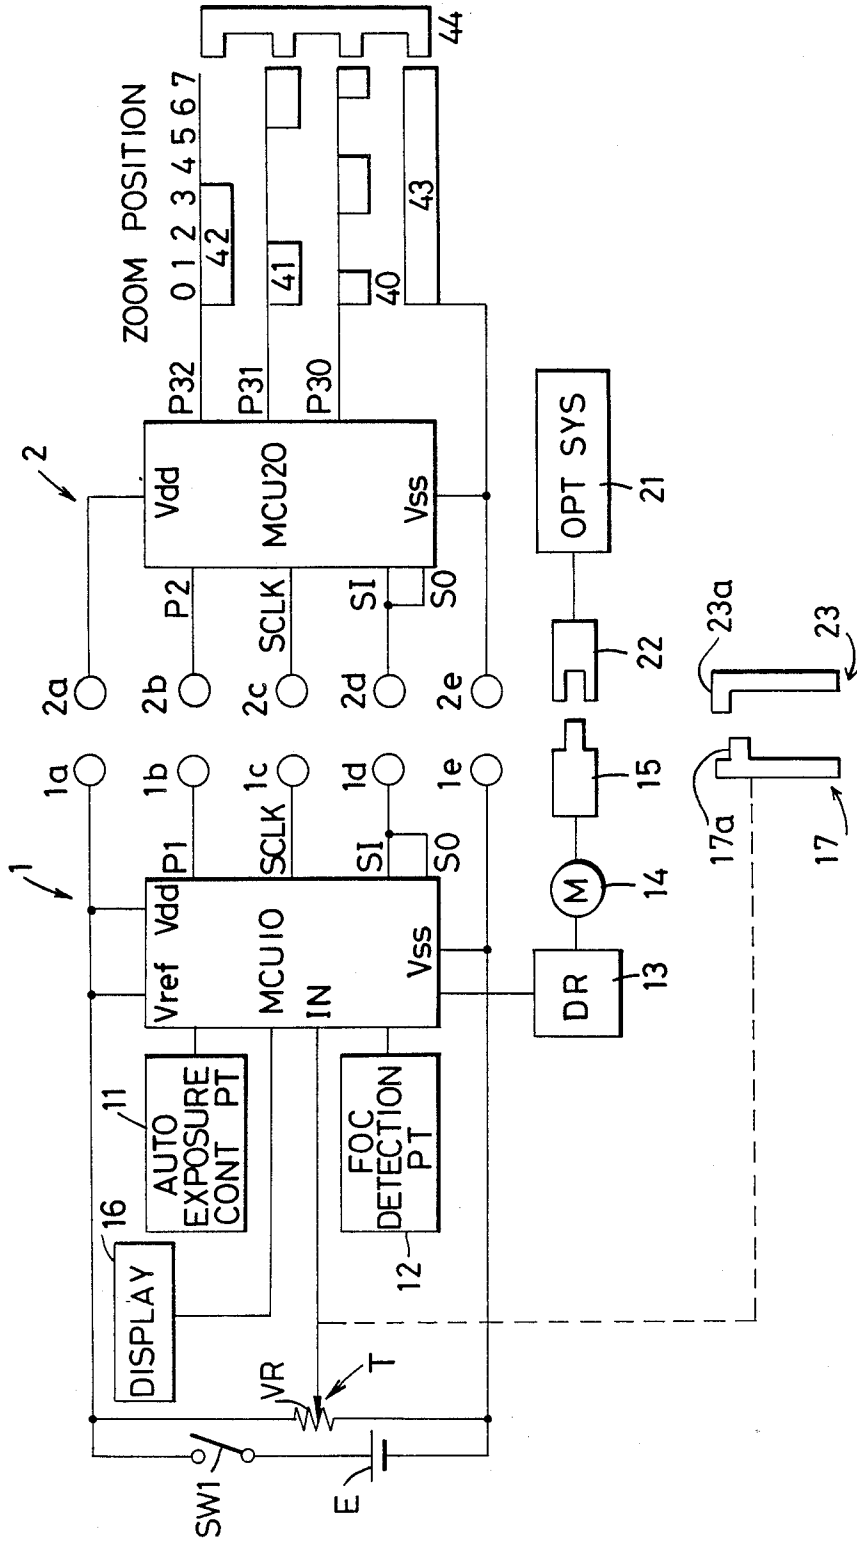 1
2
ZOOM POSITION
0 1 2 3 4 5 6 7
44
42
41
40
43
P32
P31
P30
Vdd
MCU20
Vss
P2
SCLK
SI
SO
2a
2b
2c
2d
2e
1a
1b
1c
1d
1e
P1
SCLK
SI
SO
Vref
Vdd
MCU10
IN
Vss
11
AUTO
EXPOSURE
CONT PT
FOC
DETECTION
PT
12
16
DISPLAY
VR
T
SW1
E
DR
13
M
14
15
22
OPT SYS
21
17a
17
23a
23